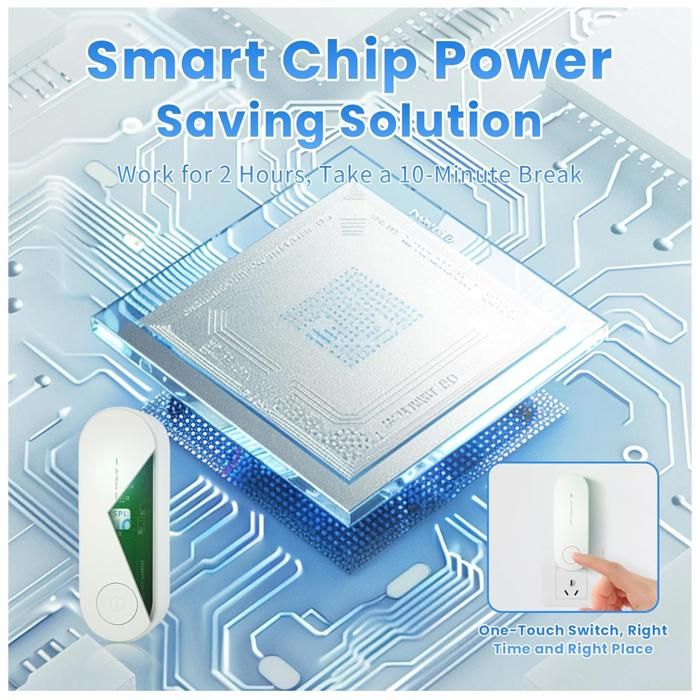 Smart Chip Power
Saving Solution
Work for 2 Hours, Take a 10-Minute Break
SPL
One-Touch Switch, Right
Time and Right Place